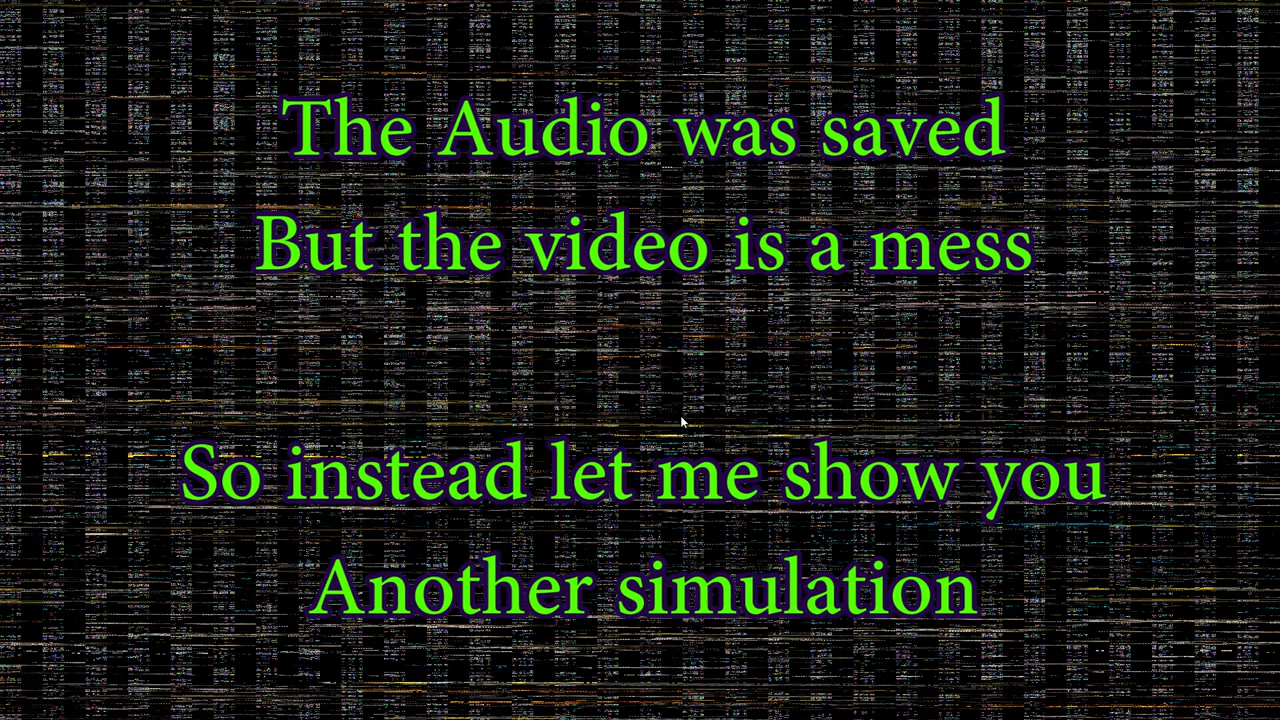 The Audio was saved
But the video is a mess
So instead let me show you
Another simulation